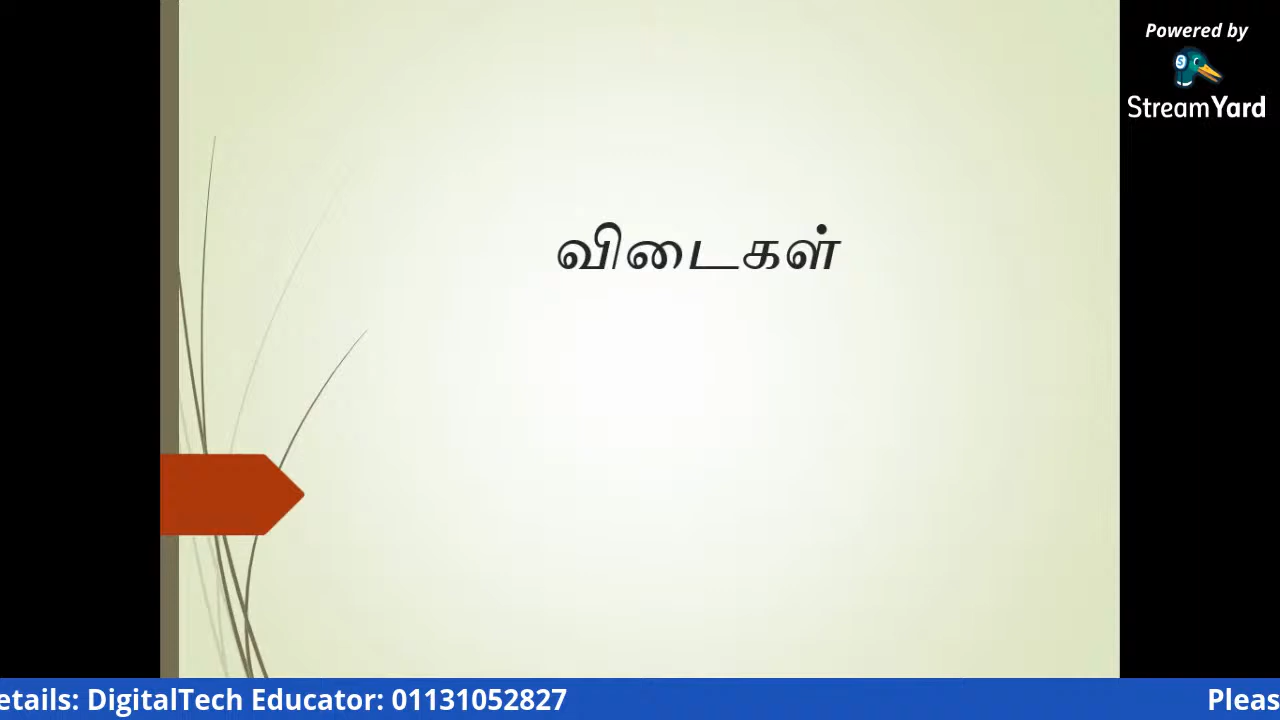 Powered by
StreamYard
விடைகள்
etails: DigitalTech Educator: 01131052827
Pleas